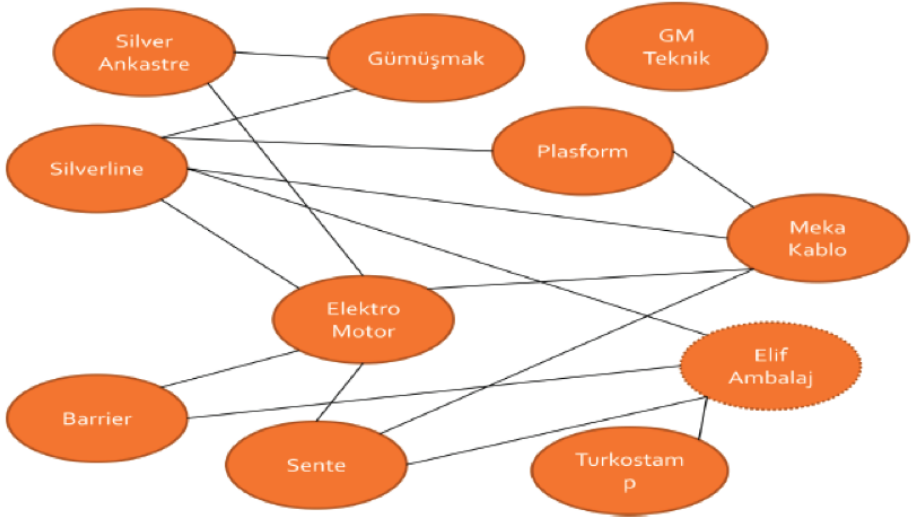 Silver
Ankastre
Gümüşmak
GM
Teknik
Silverline
Plasform
Meka
Kablo
Elektro
Motor
Elif
Ambalaj
Barrier
Sente
Turkostam
p